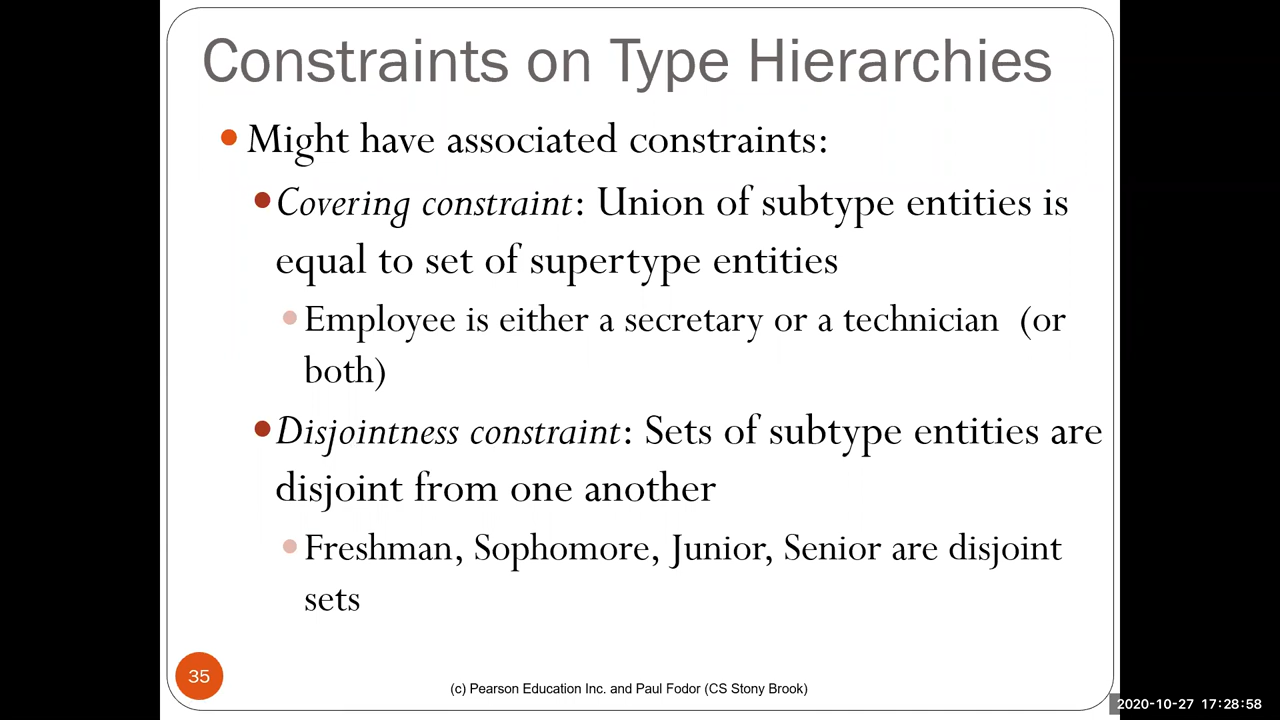 Constraints on Type Hierarchies
• Might have associated constraints:
• Covering constraint: Union of subtype entities is
equal to set of supertype entities
• Employee is either a secretary or a technician (or
both)
• Disjointness constraint: Sets of subtype entities are
disjoint from one another
• Freshman, Sophomore, Junior, Senior are disjoint
sets
35
(c) Pearson Education Inc. and Paul Fodor (CS Stony Brook)
2020-10-27 17:28:58